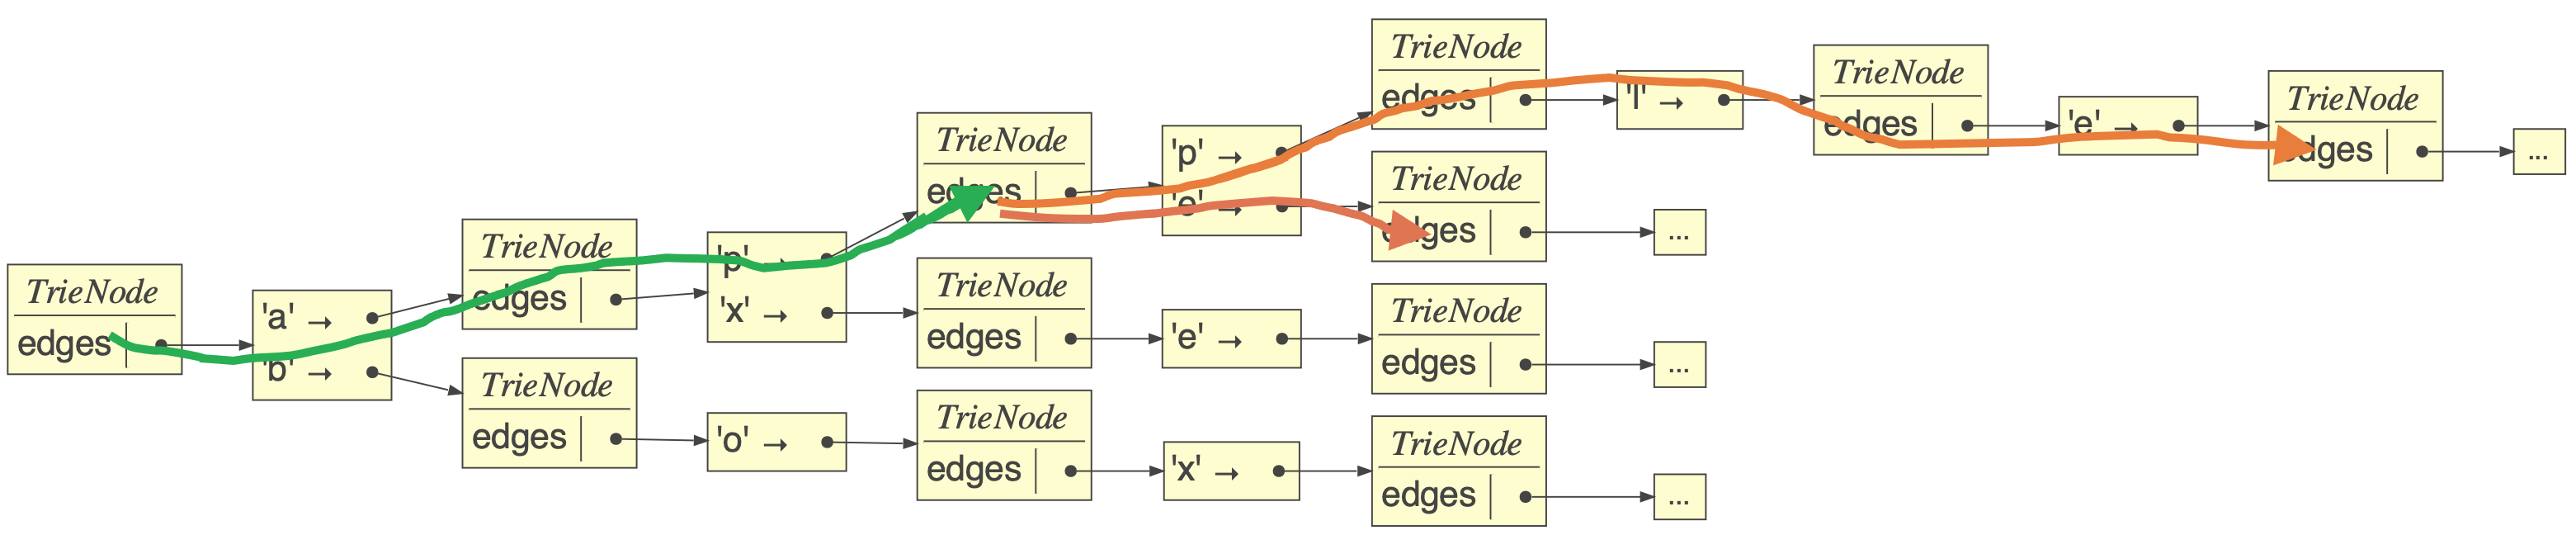 TrieNode
edges
'a' →
'b' →
TrieNode
edges
'p' →
'x' →
TrieNode
edges
'p' →
'e' →
TrieNode
edges
'l' →
TrieNode
edges
'e' →
TrieNode
edges
...
TrieNode
edges
...
TrieNode
edges
'e' →
TrieNode
edges
...
TrieNode
edges
'o' →
TrieNode
edges
'x' →
TrieNode
edges
...